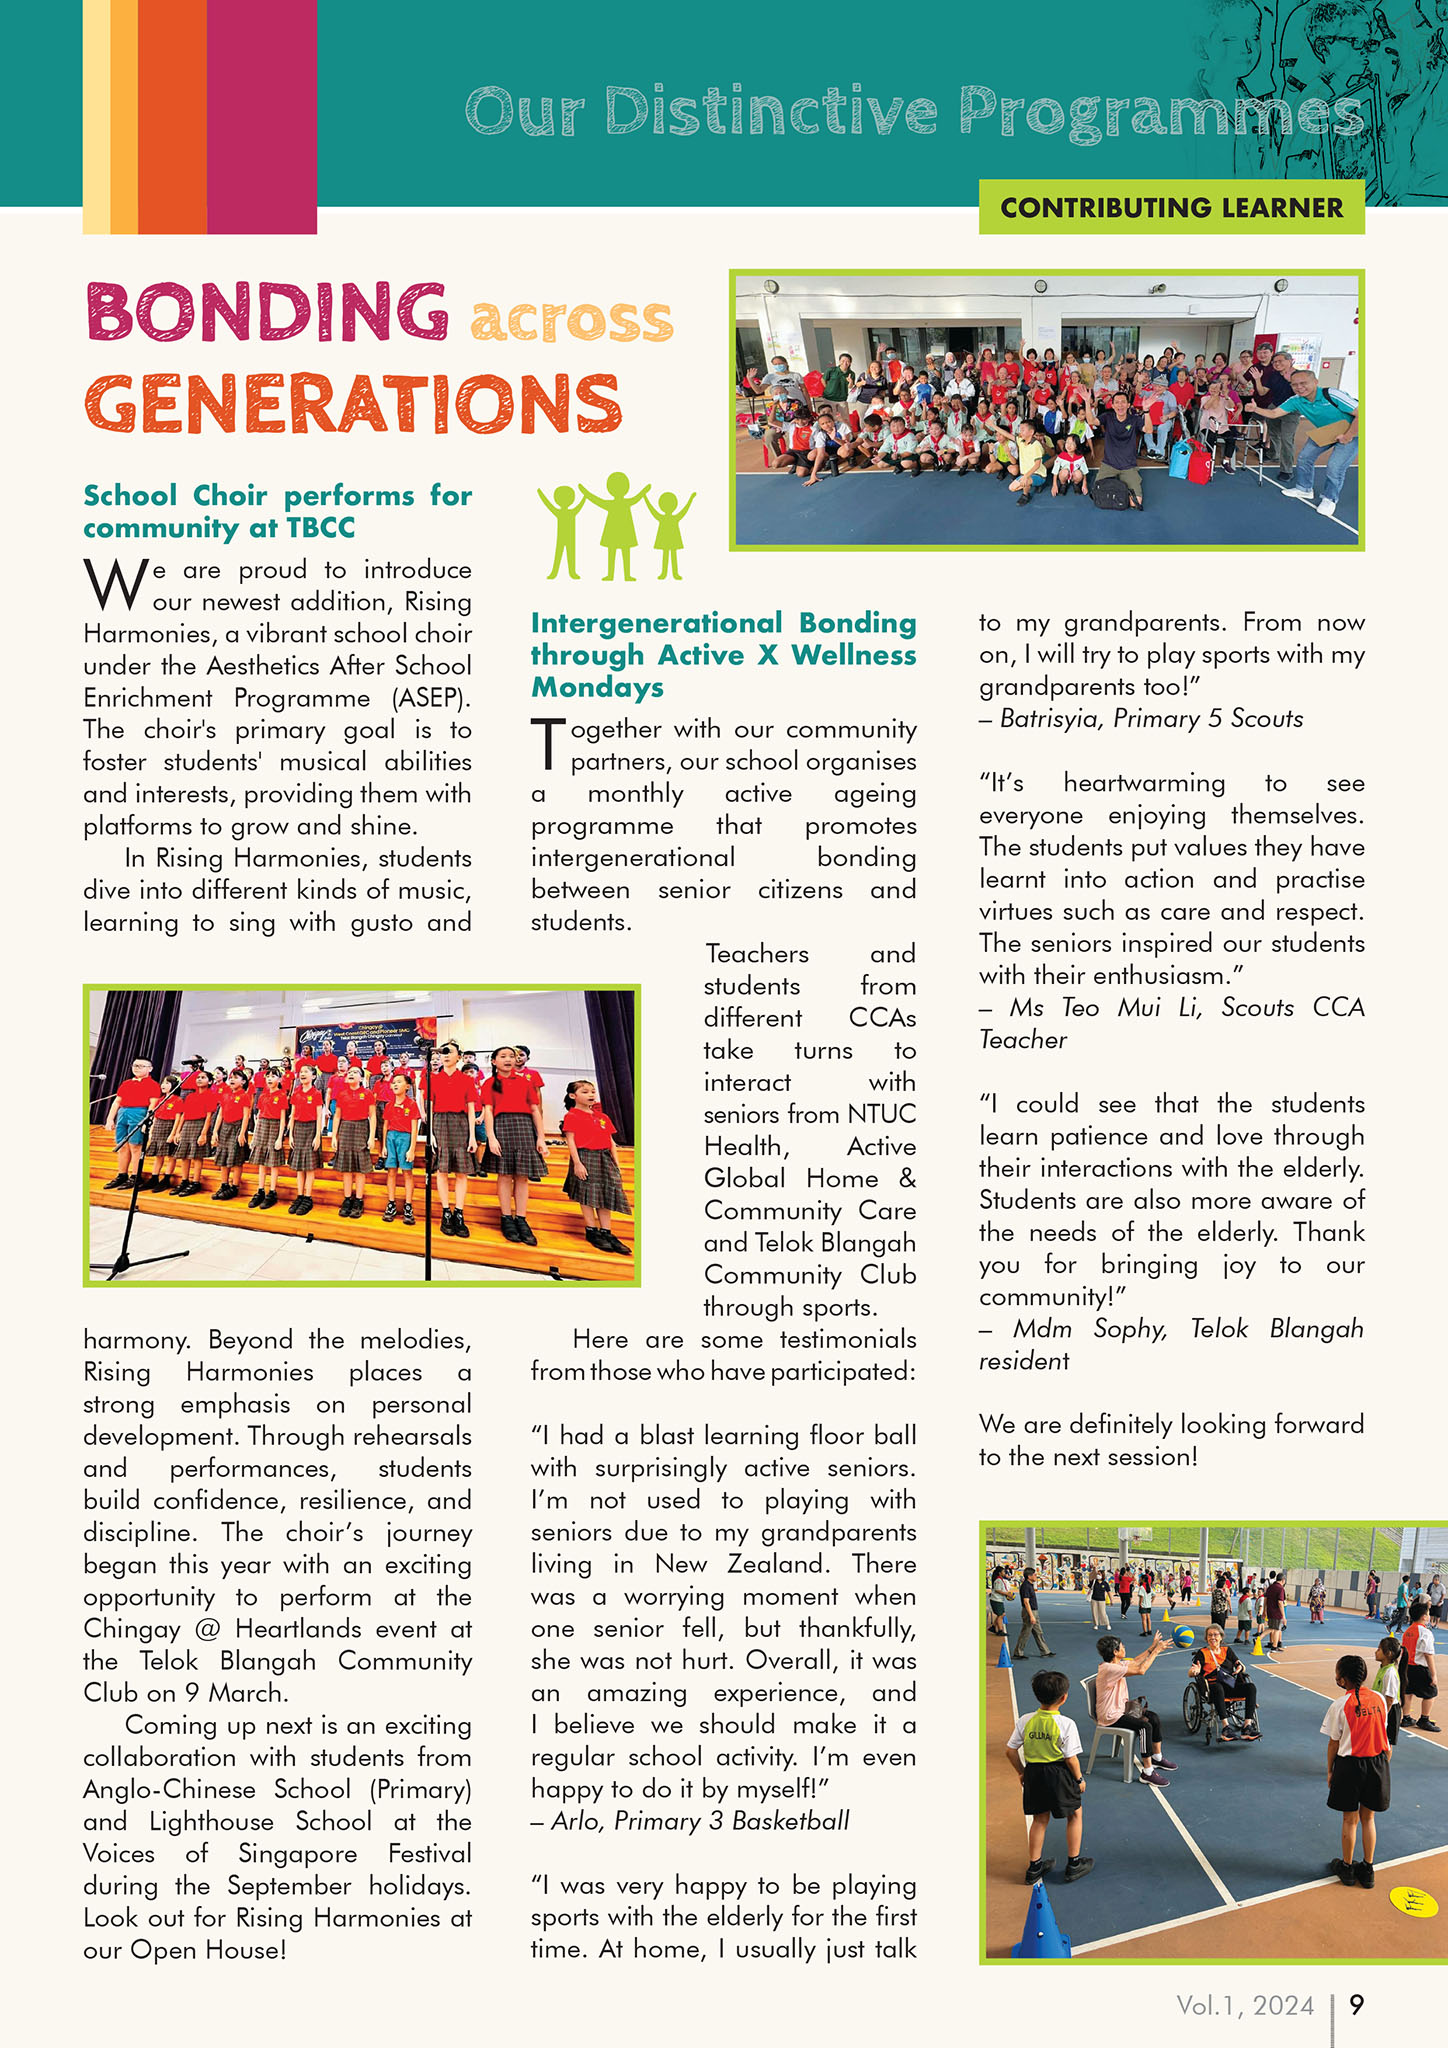 Our Distinctive Programmes
CONTRIBUTING LEARNER
BONDING across
GENERATIONS
School Choir performs for
community at TBCC
We are proud to introduce
our newest addition, Rising
Harmonies, a vibrant school choir
under the Aesthetics After School
Enrichment Programme (ASEP).
The choir's primary goal is to
foster students' musical abilities
and interests, providing them with
platforms to grow and shine.
In Rising Harmonies, students
dive into different kinds of music,
learning to sing with gusto and
harmony. Beyond the melodies,
Rising Harmonies places a
strong emphasis on personal
development. Through rehearsals
and performances, students
build confidence, resilience, and
discipline. The choir’s journey
began this year with an exciting
opportunity to perform at the
Chingay @ Heartlands event at
the Telok Blangah Community
Club on 9 March.
Coming up next is an exciting
collaboration with students from
Anglo-Chinese School (Primary)
and Lighthouse School at the
Voices of Singapore Festival
during the September holidays.
Look out for Rising Harmonies at
our Open House!
Intergenerational Bonding
through Active X Wellness
Mondays
Together with our community
partners, our school organises
a monthly active ageing
programme that promotes
intergenerational bonding
between senior citizens and
students.
Teachers and
students from
different CCAs
take turns to
interact with
seniors from NTUC
Health, Active
Global Home &
Community Care
and Telok Blangah
Community Club
through sports.
Here are some testimonials
from those who have participated:
“I had a blast learning floor ball
with surprisingly active seniors.
I’m not used to playing with
seniors due to my grandparents
living in New Zealand. There
was a worrying moment when
one senior fell, but thankfully,
she was not hurt. Overall, it was
an amazing experience, and
I believe we should make it a
regular school activity. I’m even
happy to do it by myself!”
– Arlo, Primary 3 Basketball
“I was very happy to be playing
sports with the elderly for the first
time. At home, I usually just talk
to my grandparents. From now
on, I will try to play sports with my
grandparents too!”
– Batrisyia, Primary 5 Scouts
“It’s heartwarming to see
everyone enjoying themselves.
The students put values they have
learnt into action and practise
virtues such as care and respect.
The seniors inspired our students
with their enthusiasm.”
– Ms Teo Mui Li, Scouts CCA
Teacher
“I could see that the students
learn patience and love through
their interactions with the elderly.
Students are also more aware of
the needs of the elderly. Thank
you for bringing joy to our
community!”
– Mdm Sophy, Telok Blangah
resident
We are definitely looking forward
to the next session!
Chingay
Chingay @
West Coast GRC and Pioneer SMC
Telok Blangah Chingay
DELTA
Vol.1, 2024
9